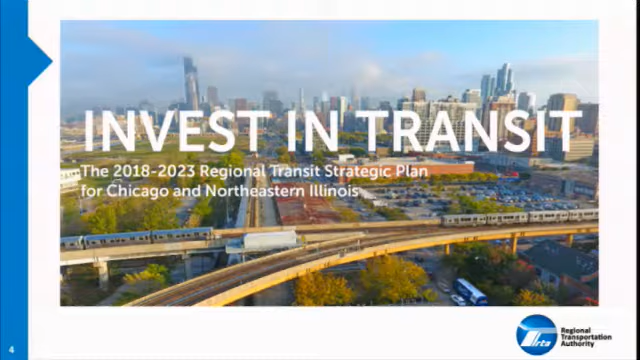 INVEST IN TRANSIT
The 2018-2023 Regional Transit Strategic Plan
for Chicago and Northeastern Illinois
4
rta
Regional
Transportation
Authority